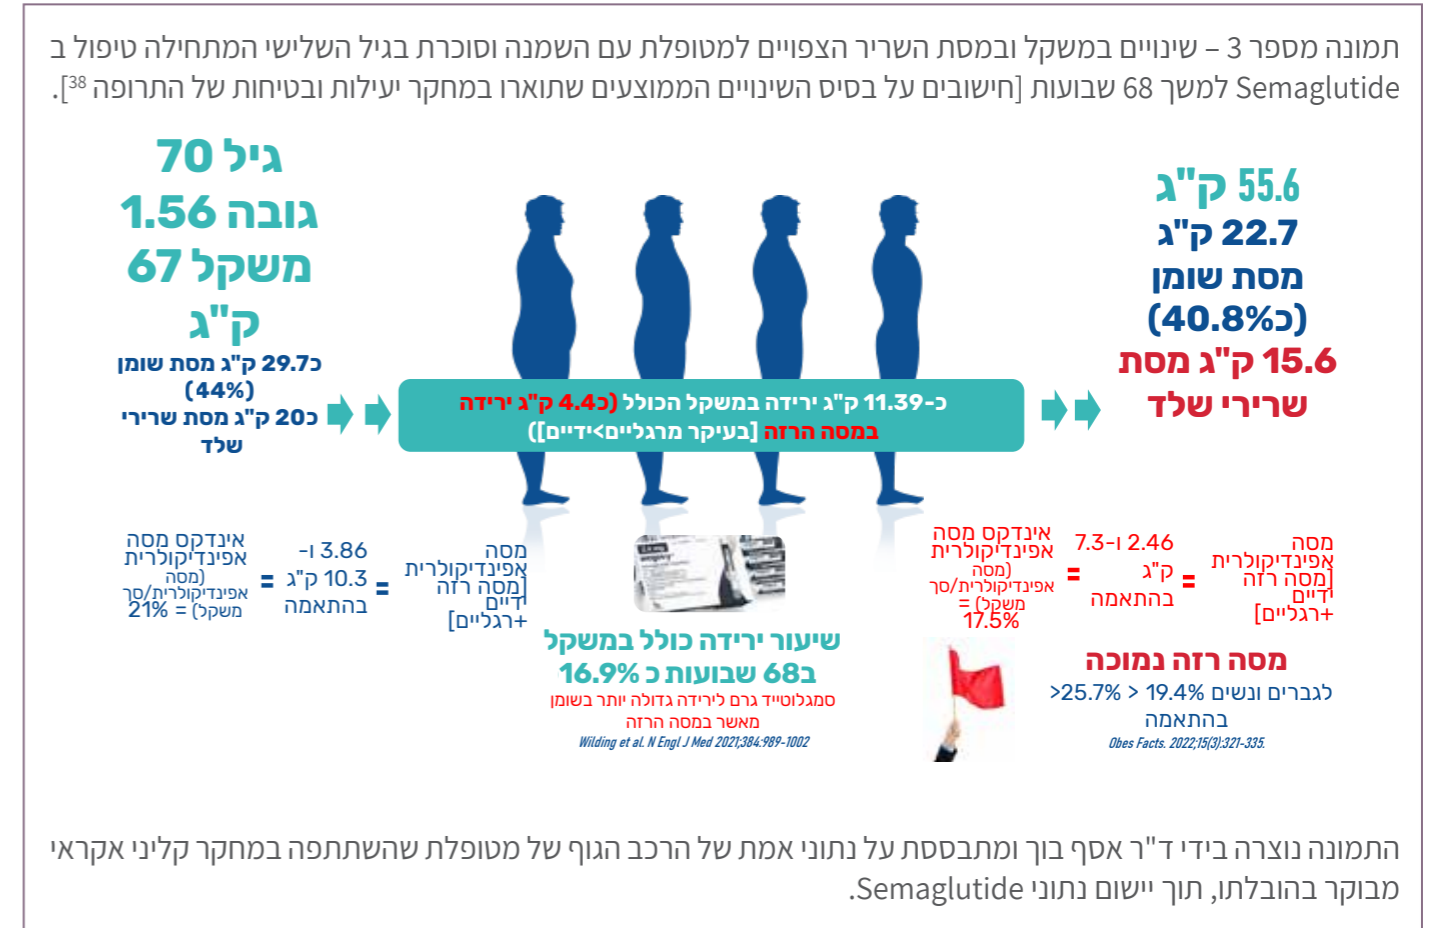 תמונה מספר 3 – שינויים במשקל ובמסת השריר הצפויים למטופלת עם השמנה וסוכרת בגיל השלישי המתחילה טיפול ב
Semaglutide למשך 68 שבועות [חישובים על בסיס השינויים הממוצעים שתוארו במחקר יעילות ובטיחות של התרופה 38].
גיל 70
גובה 1.56
משקל 67
ק"ג
כ29.7 ק"ג מסת שומן
(44%)
כ20 ק"ג מסת שרירי
שלד
כ-11.39 ק"ג ירידה במשקל הכולל (כ4.4 ק"ג ירידה
במסה הרזה [בעיקר מרגליים>ידיים])
55.6 ק"ג
22.7 ק"ג
מסת שומן
(כ40.8%)
15.6 ק"ג מסת
שרירי שלד
מסה
אפינדיקולרית
[מסה רזה
ידיים
+רגליים]
=
3.86 ו-
10.3 ק"ג
בהתאמה
=
אינדקס מסה
אפינדיקולרית
(מסה
אפינדיקולרית/סך
משקל) = 21%
שיעור ירידה כולל במשקל
ב68 שבועות כ 16.9%
סמגלוטייד גרם לירידה גדולה יותר בשומן
מאשר במסה הרזה
Wilding et al. N Engl J Med 2021;384:989-1002
מסה
אפינדיקולרית
[מסה רזה
ידיים
+רגליים]
=
2.46 ו-7.3
ק"ג
בהתאמה
=
אינדקס מסה
אפינדיקולרית
(מסה
אפינדיקולרית/סך
משקל) =
17.5%
מסה רזה נמוכה
לגברים ונשים 19.4% > 25.7%>
בהתאמה
Obes Facts. 2022;15(3):321-335.
התמונה נוצרה בידי ד"ר אסף בוך ומתבססת על נתוני אמת של הרכב הגוף של מטופלת שהשתתפה במחקר קליני אקראי
מבוקר בהובלתו, תוך יישום נתוני Semaglutide.